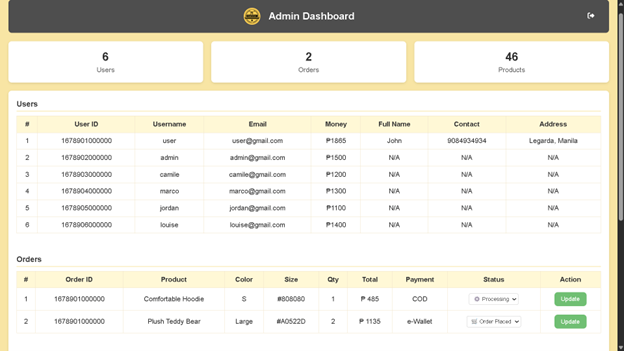 Admin Dashboard
6 2 46
Users Orders Products
Users
# User ID Username Email Money Full Name Contact Address
1 1678901000000 user user@gmail.com ₱1865 John 9084934934 Legarda, Manila
2 1678902000000 admin admin@gmail.com ₱1500 N/A N/A N/A
3 1678903000000 camile camile@gmail.com ₱1200 N/A N/A N/A
4 1678904000000 marco marco@gmail.com ₱1300 N/A N/A N/A
5 1678905000000 jordan jordan@gmail.com ₱1100 N/A N/A N/A
6 1678906000000 louise louise@gmail.com ₱1400 N/A N/A N/A
Orders
# Order ID Product Color Size Qty Total Payment Status Action
1 1678901000000 Comfortable Hoodie S #808080 1 ₱ 485 COD Processing Update
2 1678901000000 Plush Teddy Bear Large #A0522D 2 ₱ 1135 e-Wallet Order Placed Update